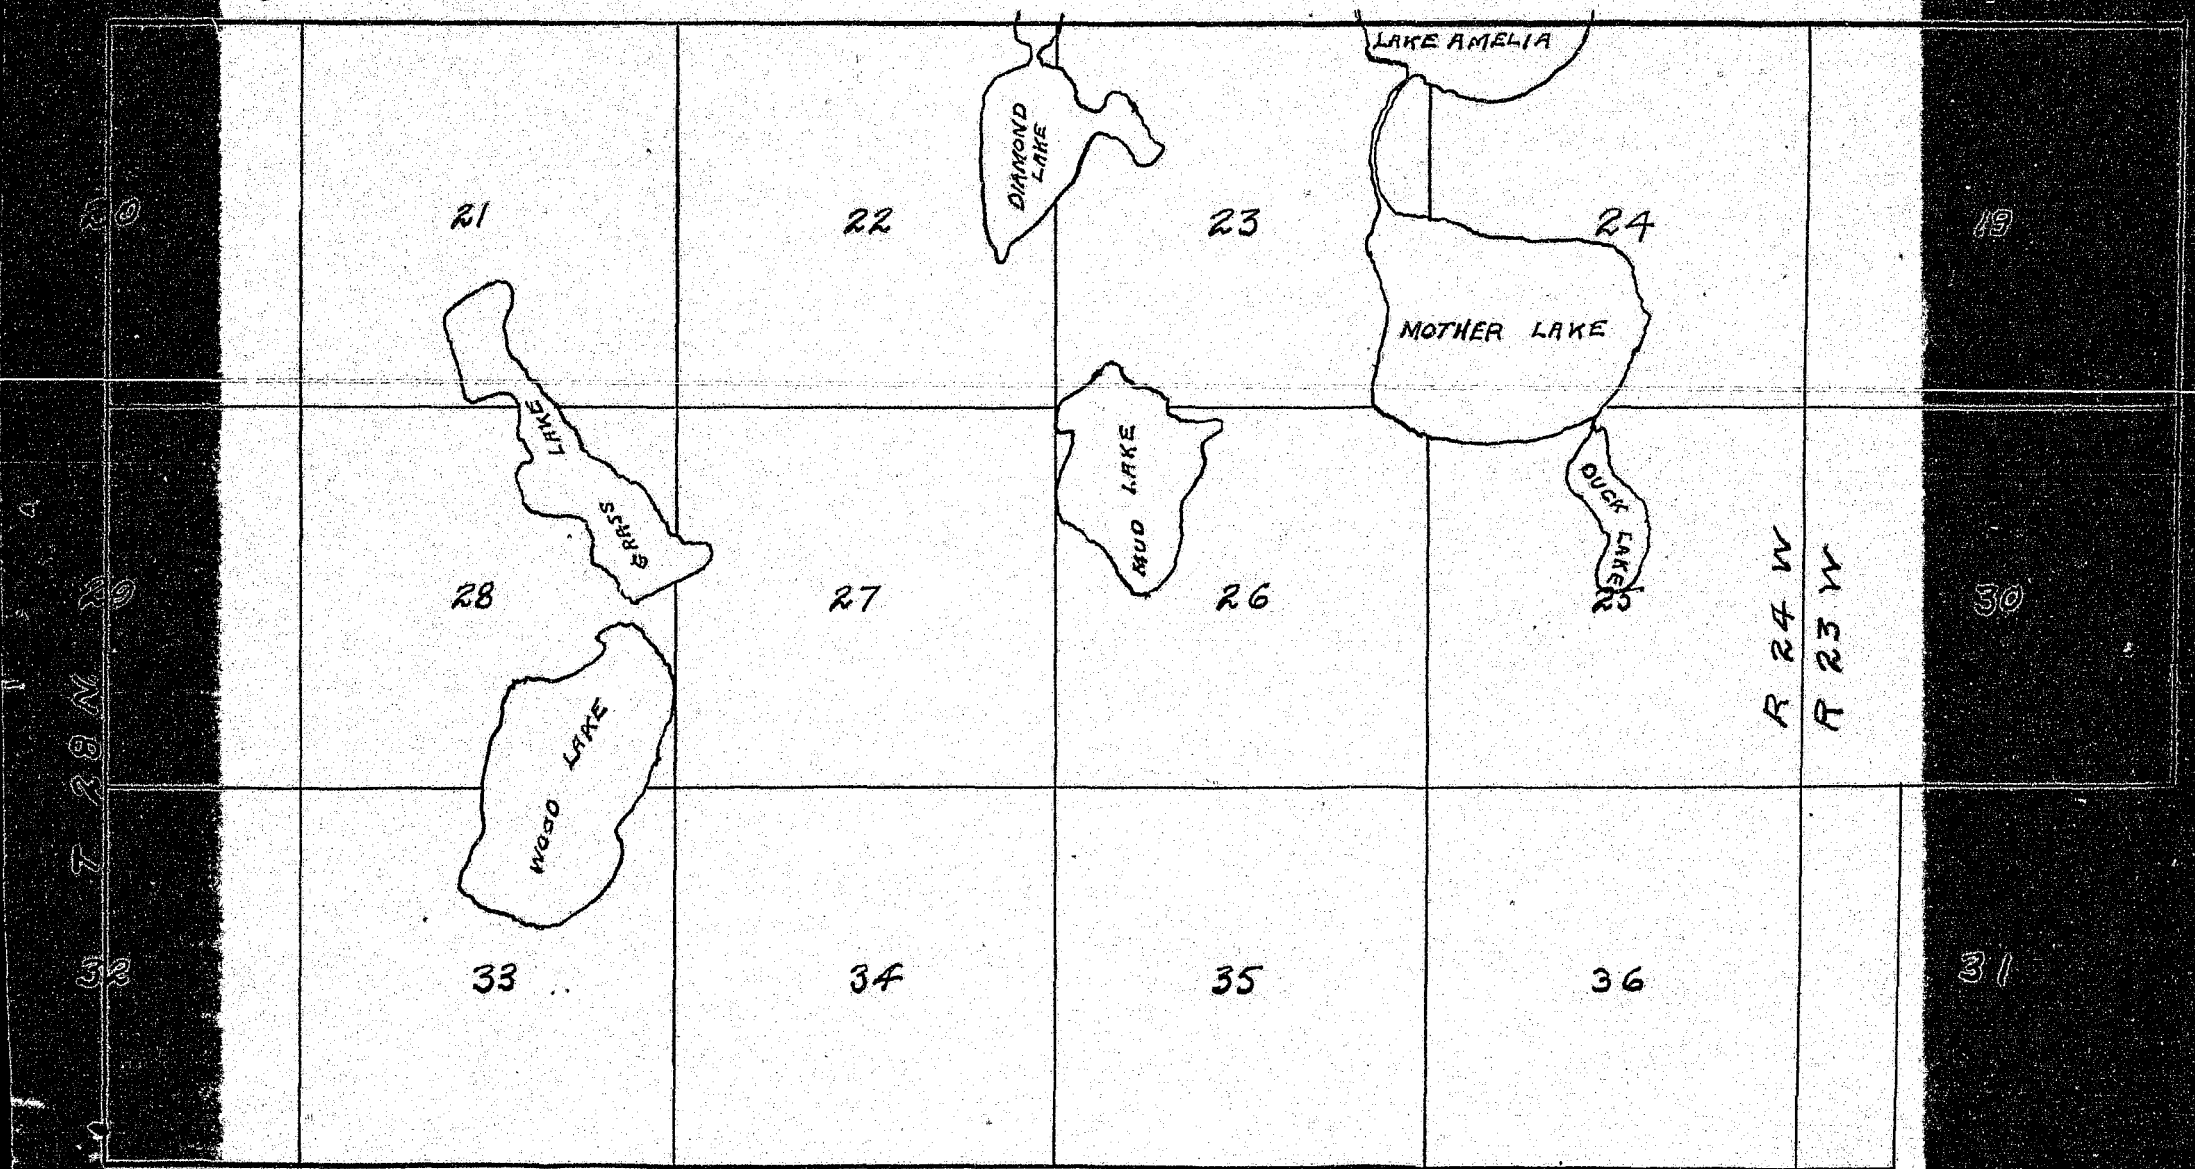 LAKE AMELIA
DIAMOND
LAKE
20
21
22
23
24
19
MOTHER LAKE
GRASS LAKE
MUD LAKE
DUCK LAKE
29
28
27
26
25
30
R 24 W
R 23 W
T 28 N
WOOD LAKE
32
33
34
35
36
31